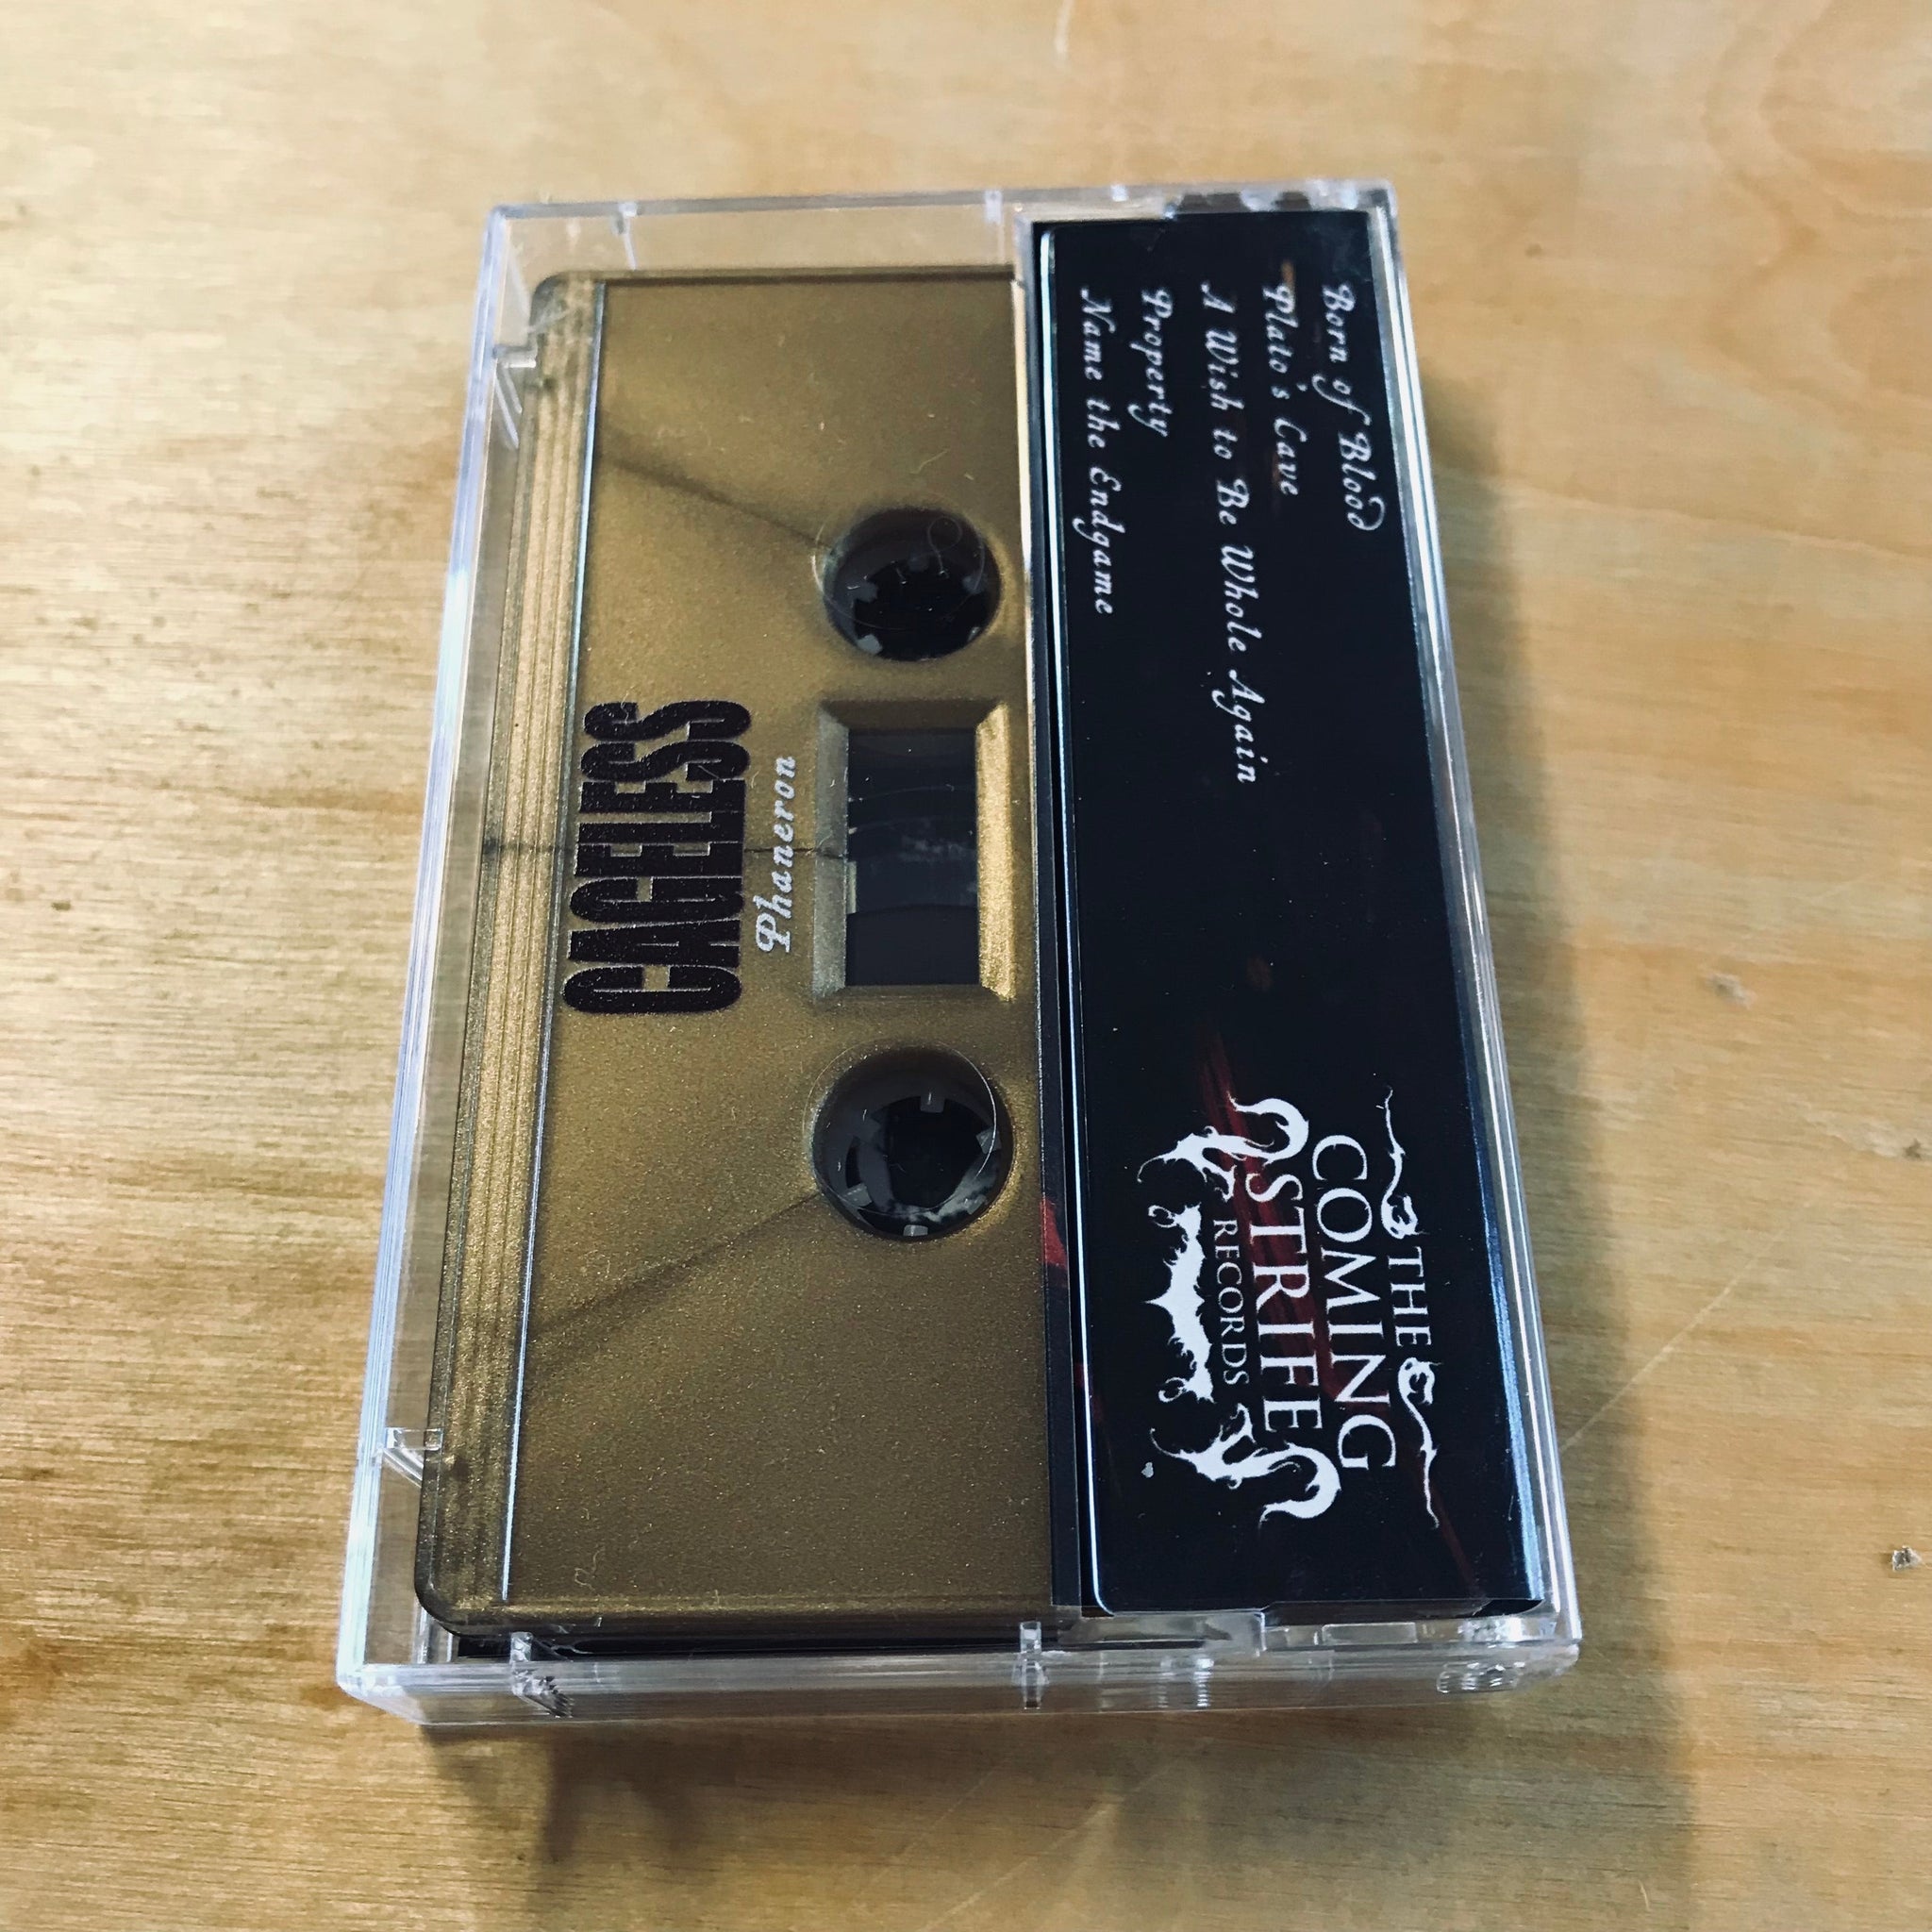 CAGELESS
Phaneron
Born of Blood
Plato's Cave
A Wish to Be Whole Again
Property
Name the Endgame
THE
COMING
STRIFE
RECORDS